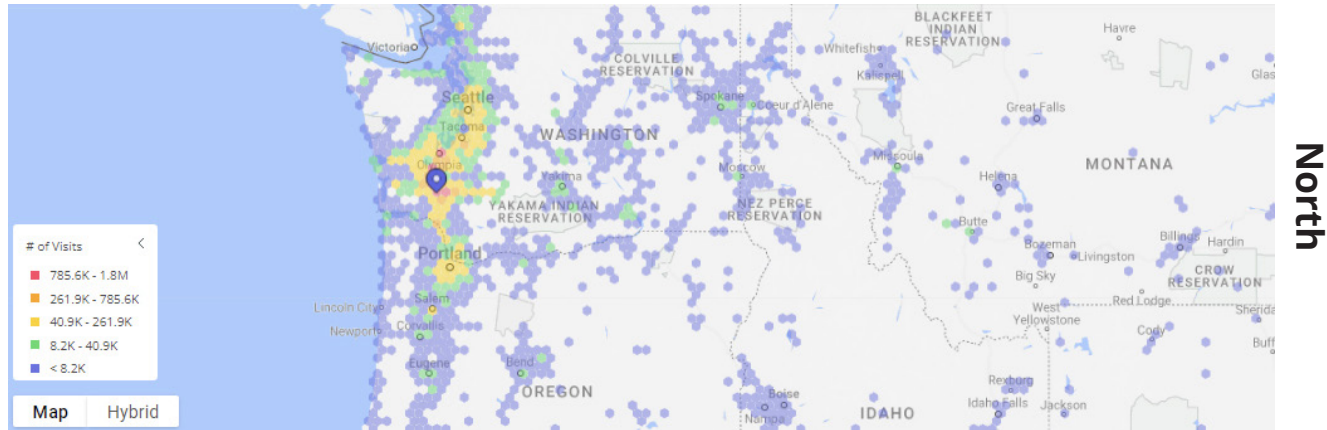 BLACKFEET
INDIAN
RESERVATION
Havre
Victoria
Whitefish
COLVILLE
RESERVATION
Kalispell
Glas
Seattle
Spokane
Coeur d'Alene
Great Falls
Tacoma
WASHINGTON
Olympia
Missoula
MONTANA
Moscow
Yakima
Helena
YAKAMA INDIAN
RESERVATION
NEZ PERCE
RESERVATION
Butte
Billings
Hardin
Bozeman
Livingston
Portland
Big Sky
CROW
RESERVATION
Red Lodge
Salem
Lincoln City
West
Yellowstone
Sherida
Newport
Corvallis
Cody
Buff
Eugene
Bend
OREGON
Rexburg
Boise
Idaho Falls
Jackson
Nampa
IDAHO
# of Visits
785.6K - 1.8M
261.9K - 785.6K
40.9K - 261.9K
8.2K - 40.9K
< 8.2K
Map
Hybrid
North